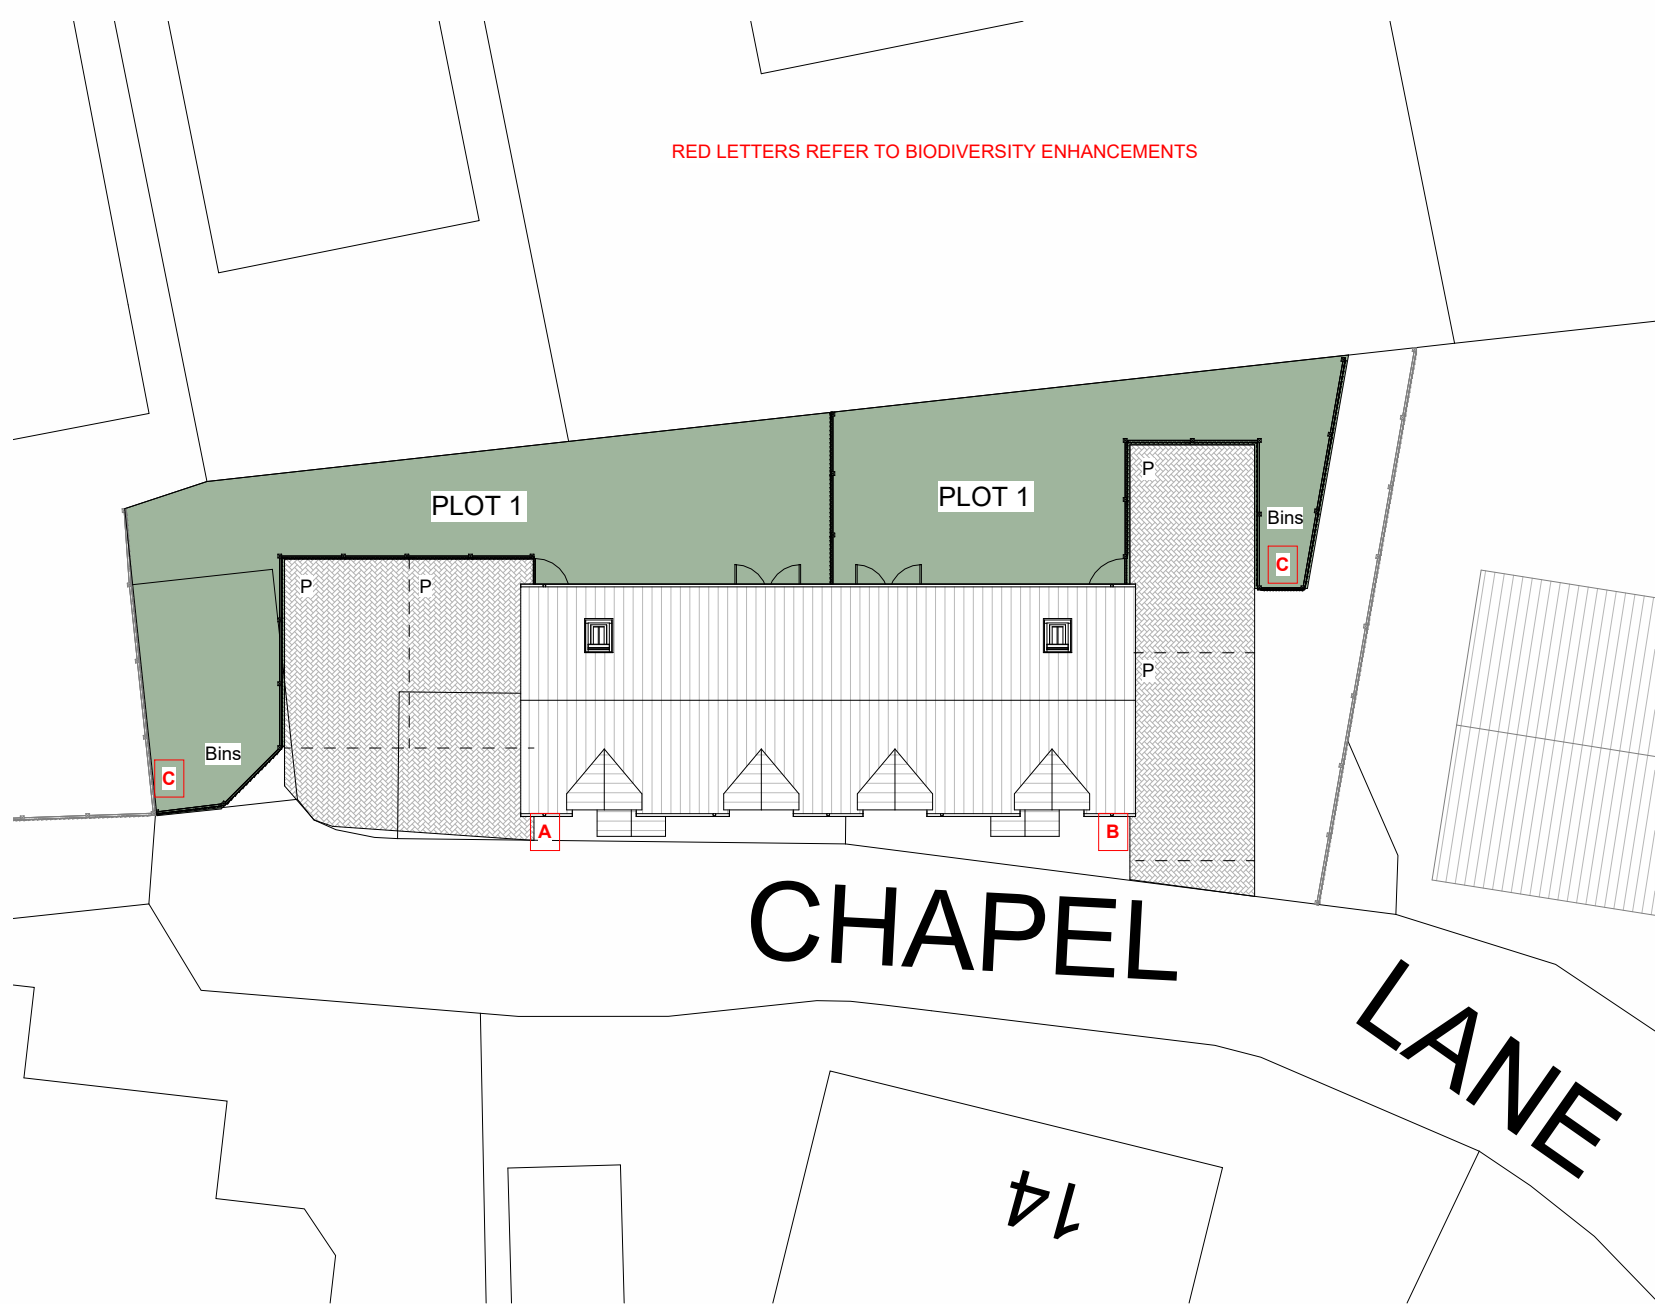 RED LETTERS REFER TO BIODIVERSITY ENHANCEMENTS
P
PLOT 1
PLOT 1
Bins
C
P
P
P
Bins
C
A
B
CHAPEL
LANE
14